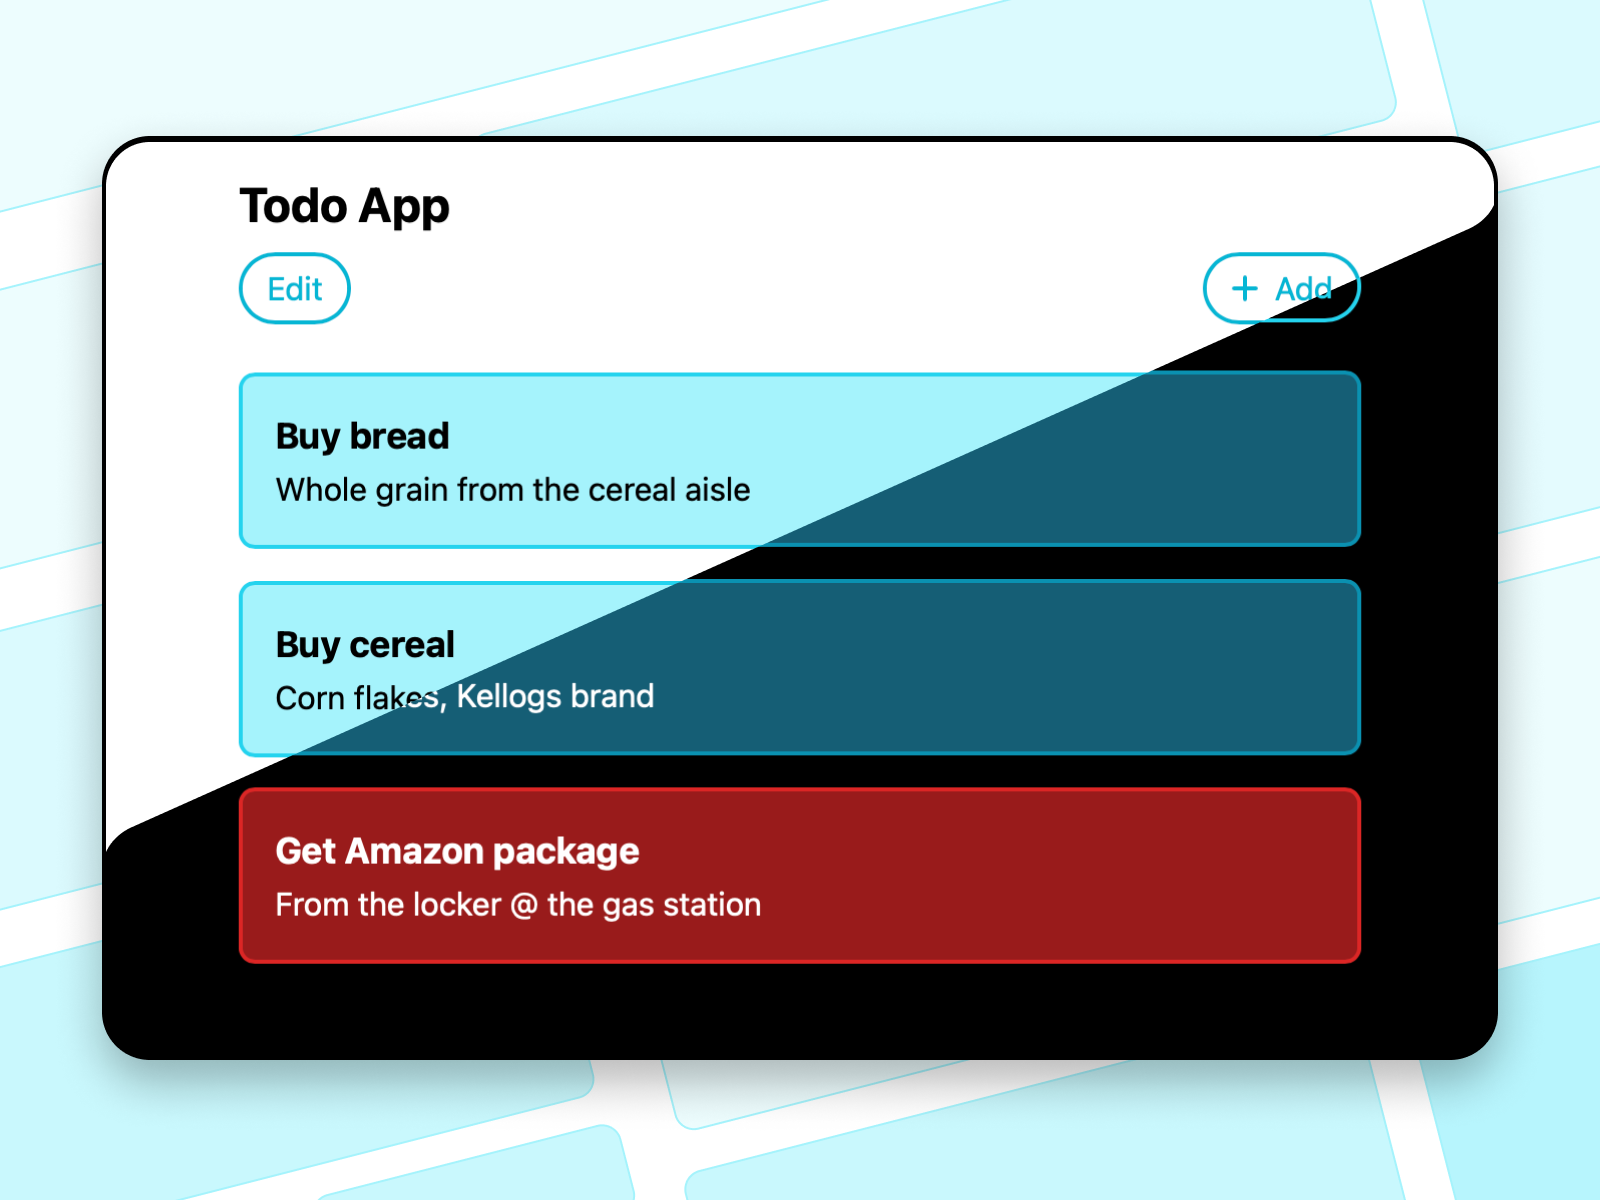 Todo App
Edit
+ Add
Buy bread
Whole grain from the cereal aisle
Buy cereal
Corn flakes, Kellogs brand
Get Amazon package
From the locker @ the gas station